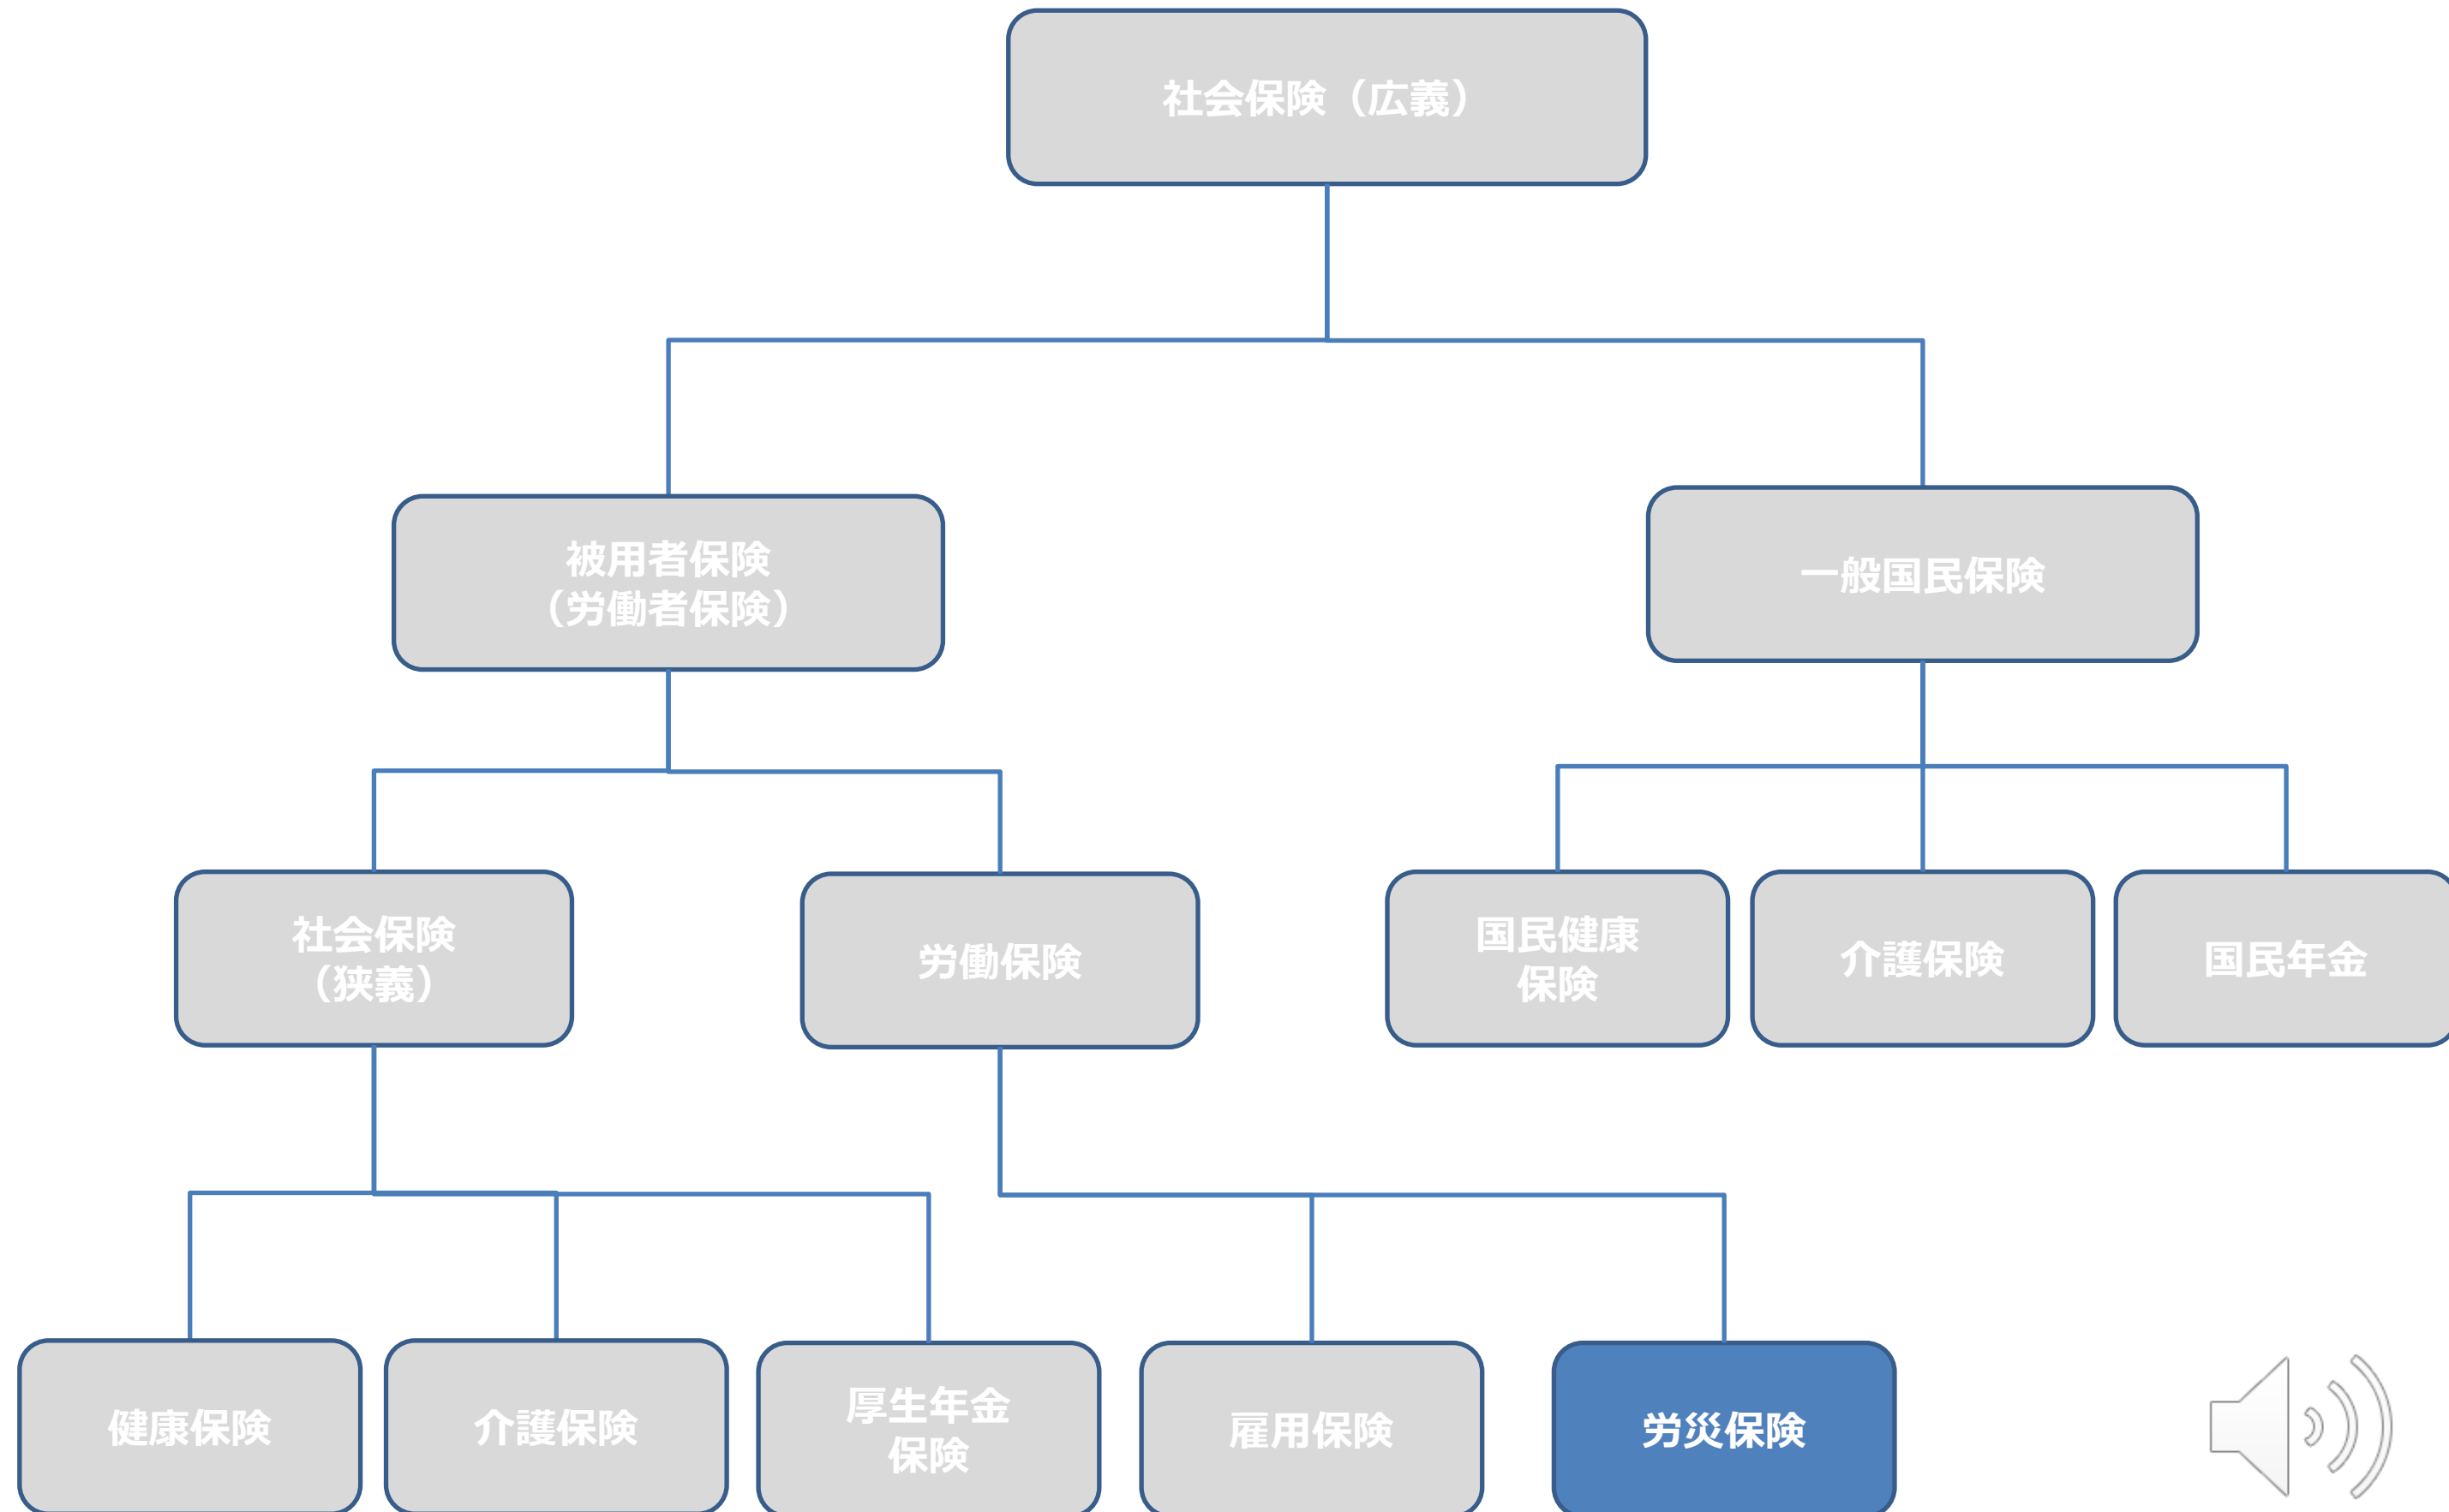 社会保険（広義）
被用者保険
（労働者保険）
一般国民保険
社会保険
（狭義）
労働保険
国民健康
保険
介護保険
国民年金
健康保険
介護保険
厚生年金
保険
雇用保険
労災保険